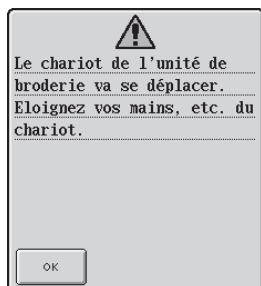 Le chariot de l'unité de
broderie va se déplacer.
Eloignez vos mains, etc. du
chariot.
OK